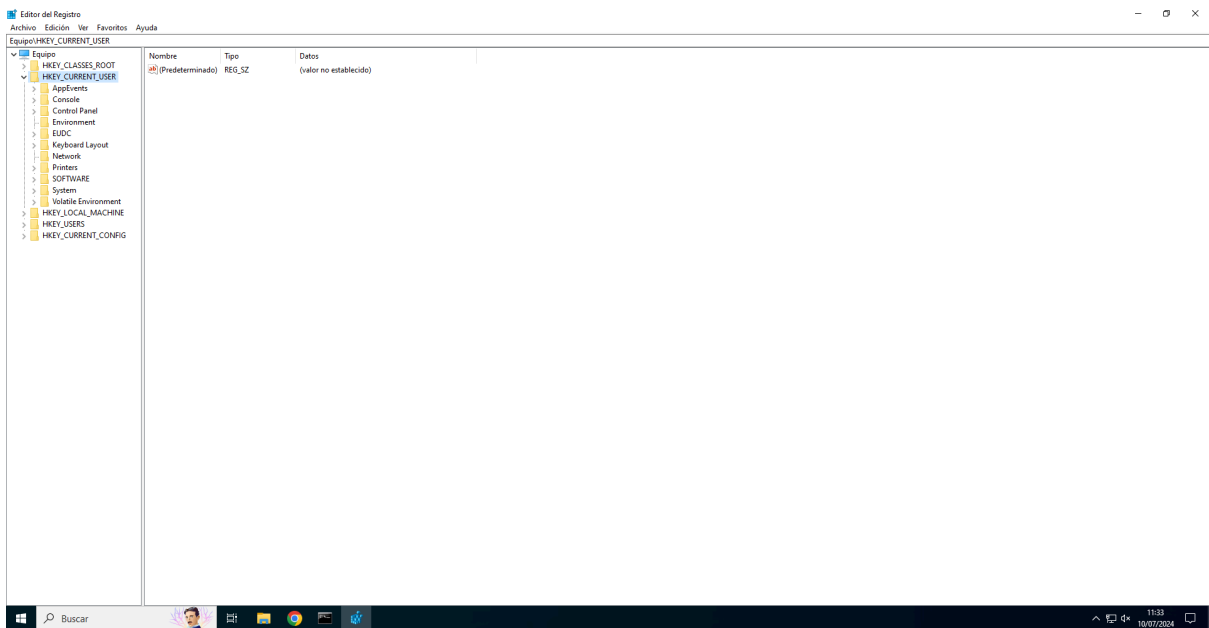 Editor del Registro
Archivo Edición Ver Favoritos Ayuda
Equipo\HKEY_CURRENT_USER
Equipo
HKEY_CLASSES_ROOT
HKEY_CURRENT_USER
AppEvents
Console
Control Panel
Environment
EUDC
Keyboard Layout
Network
Printers
SOFTWARE
System
Volatile Environment
HKEY_LOCAL_MACHINE
HKEY_USERS
HKEY_CURRENT_CONFIG
Nombre Tipo Datos
ab (Predeterminado) REG_SZ (valor no establecido)
Buscar
11:33
10/07/2024